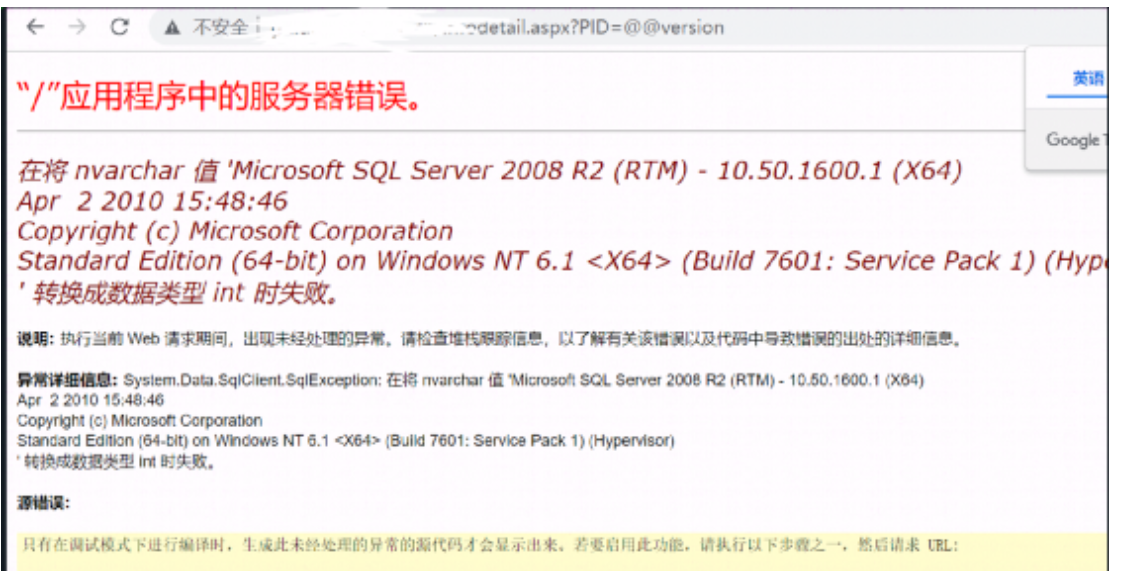 不安全
odetail.aspx?PID=@@version
英语
Google T
“/”应用程序中的服务器错误。
在将 nvarchar 值 'Microsoft SQL Server 2008 R2 (RTM) - 10.50.1600.1 (X64)
Apr 2 2010 15:48:46
Copyright (c) Microsoft Corporation
Standard Edition (64-bit) on Windows NT 6.1 <X64> (Build 7601: Service Pack 1) (Hype
' 转换成数据类型 int 时失败。
说明: 执行当前 Web 请求期间，出现未经处理的异常。请检查堆栈跟踪信息，以了解有关该错误以及代码中导致错误的出处的详细信息。
异常详细信息: System.Data.SqlClient.SqlException: 在将 nvarchar 值 'Microsoft SQL Server 2008 R2 (RTM) - 10.50.1600.1 (X64)
Apr 2 2010 15:48:46
Copyright (c) Microsoft Corporation
Standard Edition (64-bit) on Windows NT 6.1 <X64> (Build 7601: Service Pack 1) (Hypervisor)
' 转换成数据类型 int 时失败。
源错误:
只有在调试模式下进行编译时，生成此未经处理的异常的源代码才会显示出来。若要启用此功能，请执行以下步骤之一，然后请求 URL: